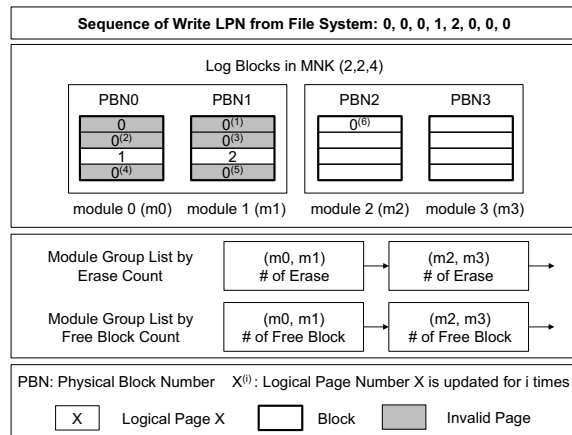 Sequence of Write LPN from File System: 0, 0, 0, 1, 2, 0, 0, 0
Log Blocks in MNK (2,2,4)
PBN0 PBN1 PBN2 PBN3
0 0(1) 0(6)
0(2) 0(3)
1 2
0(4) 0(5)
module 0 (m0) module 1 (m1) module 2 (m2) module 3 (m3)
Module Group List by (m0, m1) (m2, m3)
Erase Count # of Erase # of Erase
Module Group List by (m0, m1) (m2, m3)
Free Block Count # of Free Block # of Free Block
PBN: Physical Block Number X(i) : Logical Page Number X is updated for i times
X Logical Page X Block Invalid Page